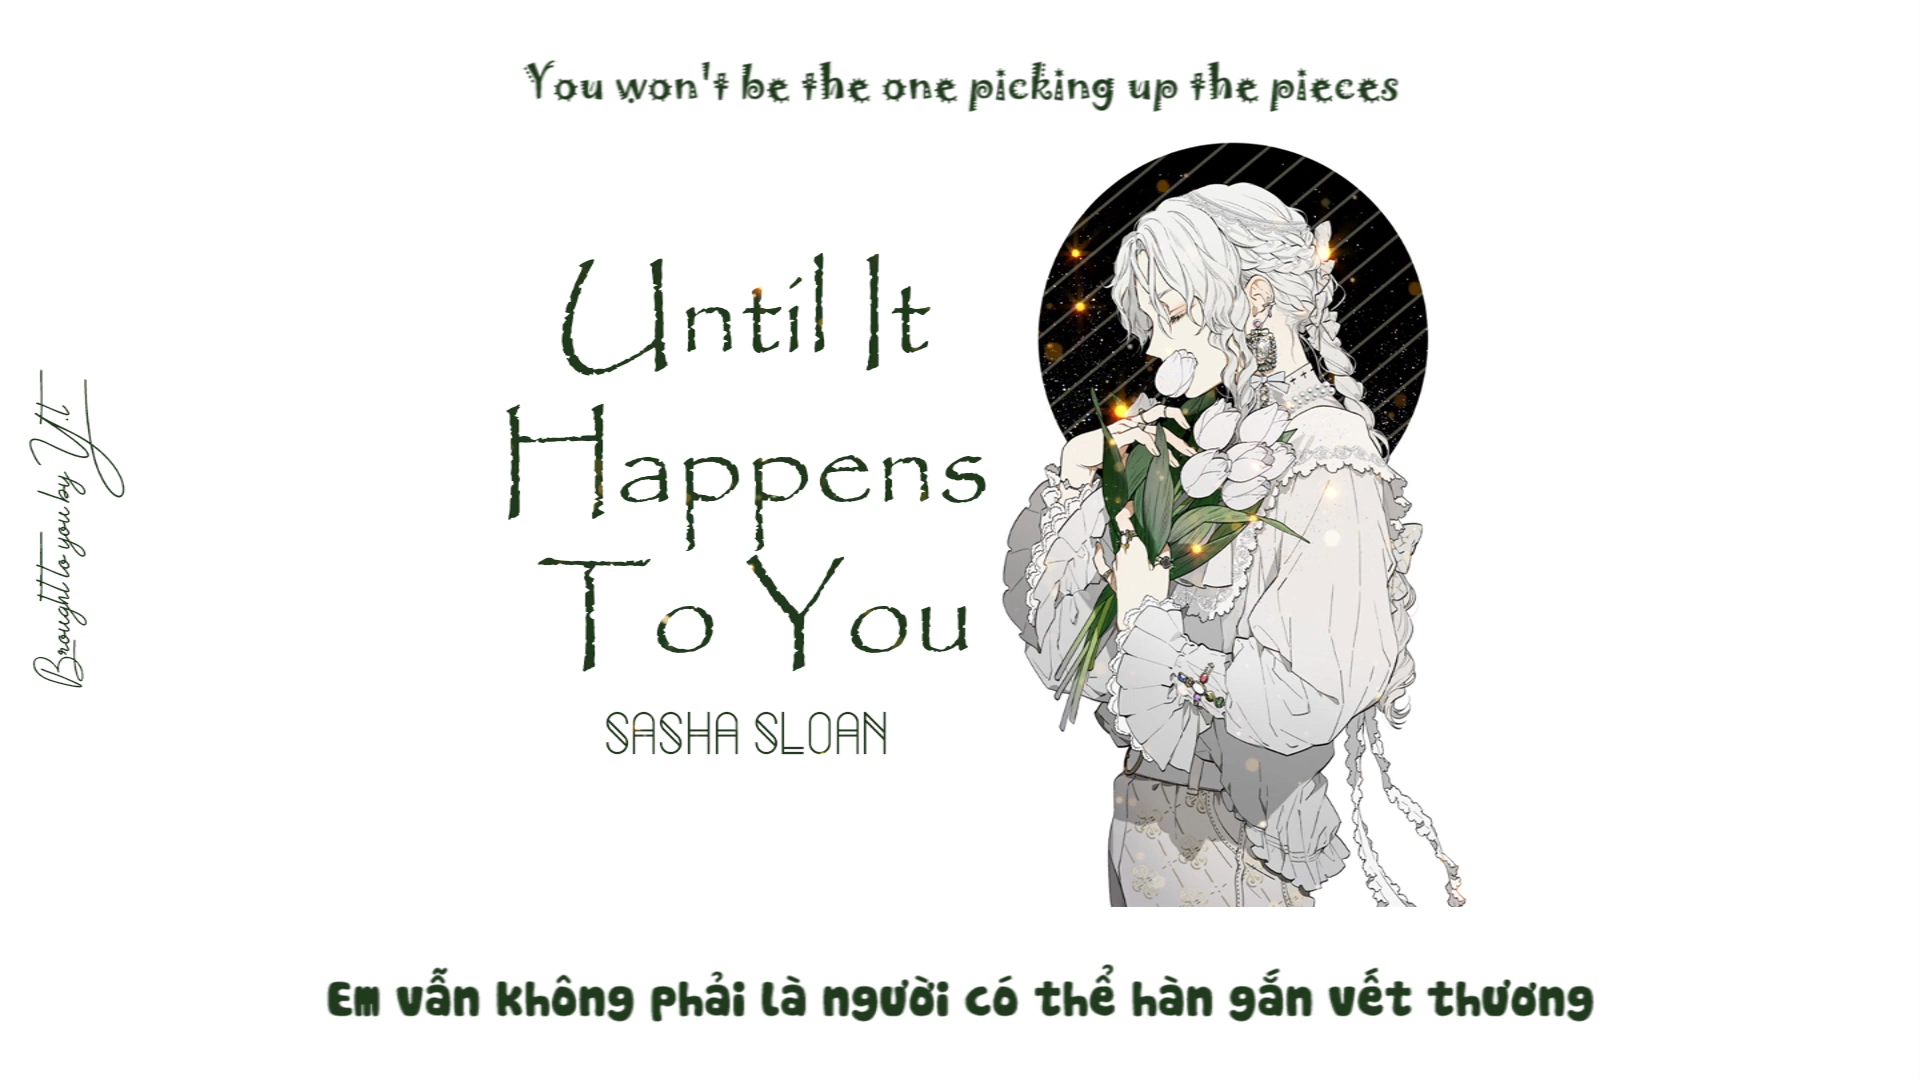 You won't be the one picking up the pieces
Until It
Happens
To You
SASHA SLOAN
Brought to you by Y.t
Em vẫn không phải là người có thể hàn gắn vết thương